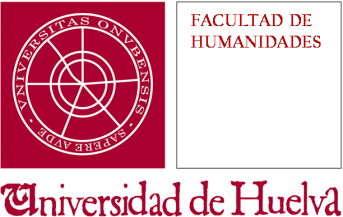 VNIVERSITAS ONVBENSIS - SAPERE AVDE -
FACULTAD DE
HUMANIDADES
Universidad de Huelva